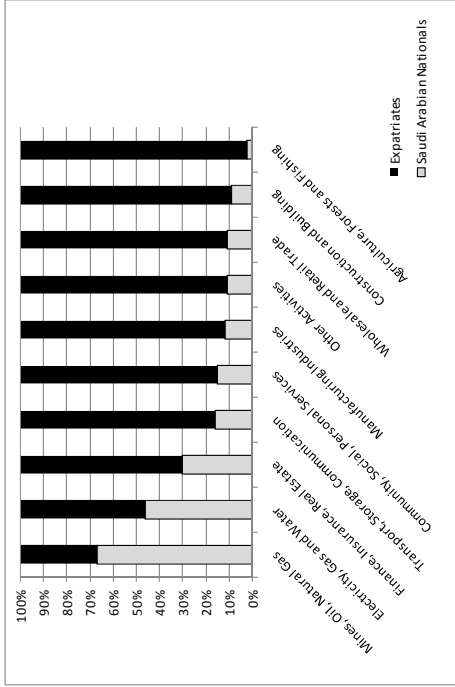 100%
90%
80%
70%
60%
50%
40%
30%
20%
10%
0%
Mines, Oil, Natural Gas
Electricity, Gas and Water
Finance, Insurance, Real Estate
Transport, Storage, Communication
Community, Social, Personal Services
Manufacturing Industries
Other Activities
Wholesale and Retail Trade
Construction and Building
Agriculture, Forests and Fishing
Expatriates
Saudi Arabian Nationals